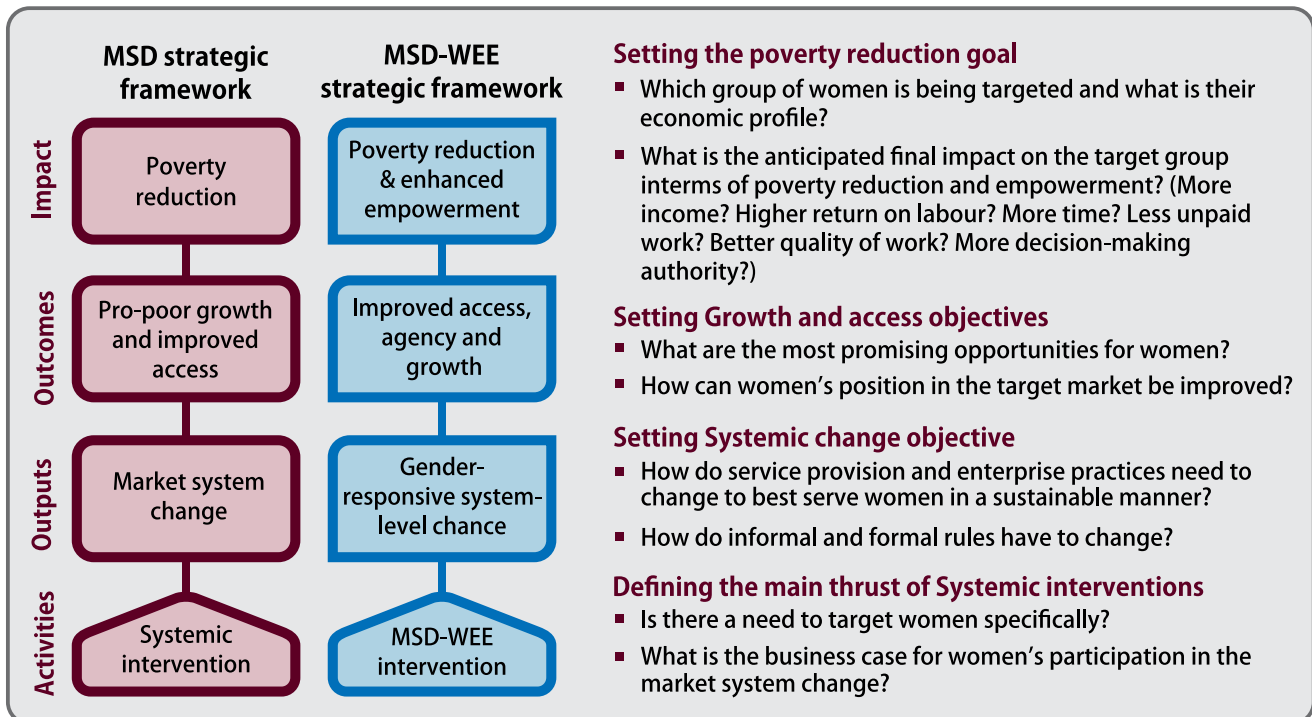 MSD strategic
framework
MSD-WEE
strategic framework
Impact
Poverty
reduction
Poverty reduction
& enhanced
empowerment
Outcomes
Pro-poor growth
and improved
access
Improved access,
agency and
growth
Outputs
Market system
change
Gender-
responsive system-
level chance
Activities
Systemic
intervention
MSD-WEE
intervention
Setting the poverty reduction goal
▪ Which group of women is being targeted and what is their
economic profile?
▪ What is the anticipated final impact on the target group
interms of poverty reduction and empowerment? (More
income? Higher return on labour? More time? Less unpaid
work? Better quality of work? More decision-making
authority?)
Setting Growth and access objectives
▪ What are the most promising opportunities for women?
▪ How can women’s position in the target market be improved?
Setting Systemic change objective
▪ How do service provision and enterprise practices need to
change to best serve women in a sustainable manner?
▪ How do informal and formal rules have to change?
Defining the main thrust of Systemic interventions
▪ Is there a need to target women specifically?
▪ What is the business case for women’s participation in the
market system change?